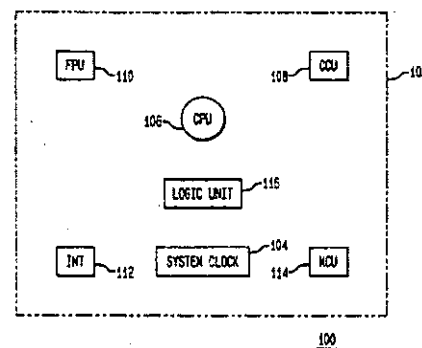 FPU
110
CCU
108
10
CPU
106
LOGIC UNIT
116
104
INT
112
SYSTEM CLOCK
MCU
114
100